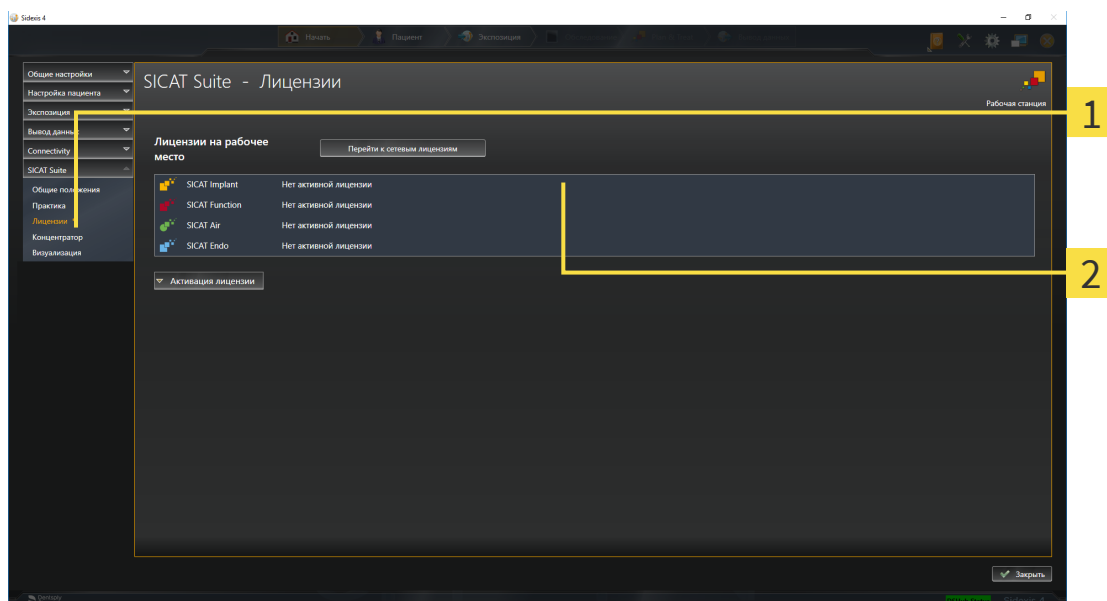 Sidexis 4
Начать
Пациент
Экспозиция
Общие настройки
Настройка пациента
Экспозиция
Вывод данных
Connectivity
SICAT Suite
Общие положения
Практика
Лицензии
Концентратор
Визуализация
SICAT Suite - Лицензии
Рабочая станция
Лицензии на рабочее
место
Перейти к сетевым лицензиям
SICAT Implant Нет активной лицензии
SICAT Function Нет активной лицензии
SICAT Air Нет активной лицензии
SICAT Endo Нет активной лицензии
Активация лицензии
1
2
Закрыть
Dentsply
Sidexis 4